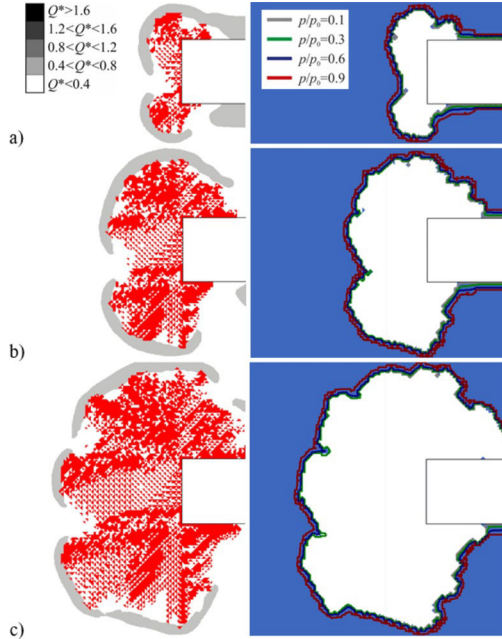 Q*>1.6
1.2<Q*<1.6
0.8<Q*<1.2
0.4<Q*<0.8
Q*<0.4
p/p₀=0.1
p/p₀=0.3
p/p₀=0.6
p/p₀=0.9
a)
b)
c)